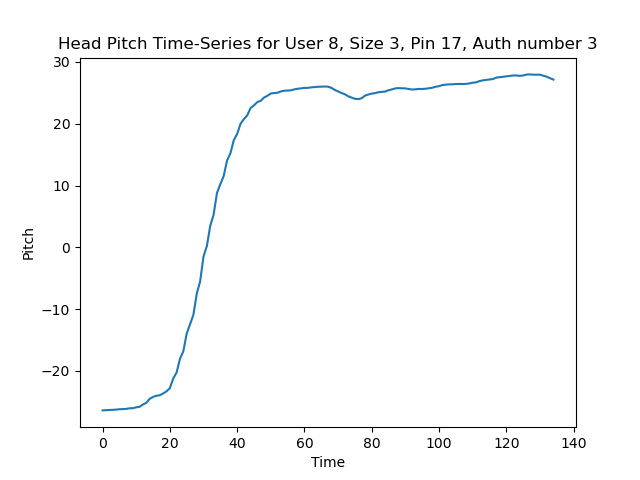 Head Pitch Time-Series for User 8, Size 3, Pin 17, Auth number 3
30
20
10
0
−10
−20
Pitch
0 20 40 60 80 100 120 140
Time